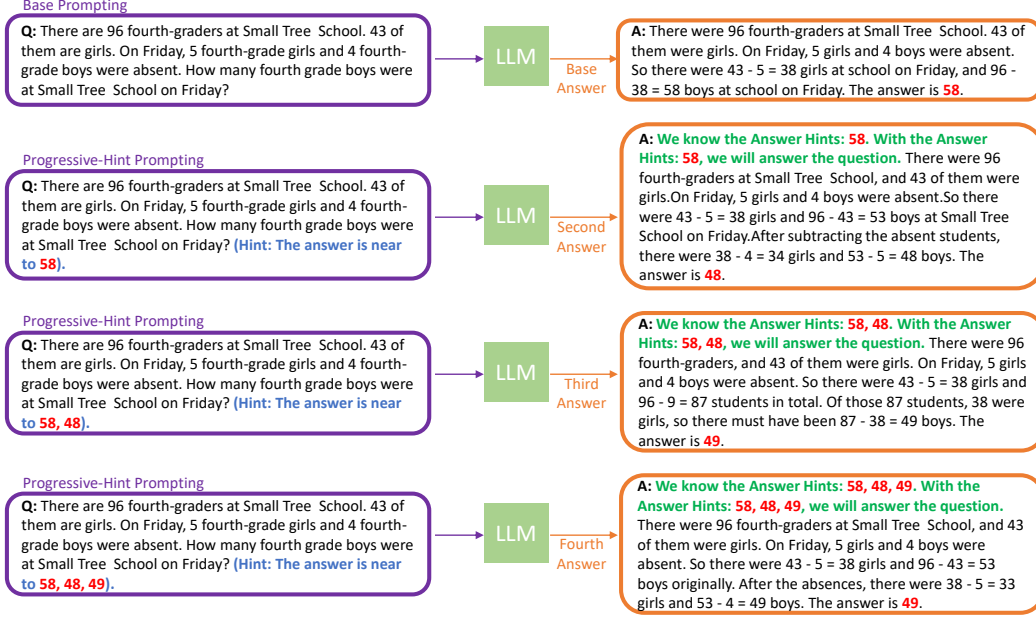 Base Prompting
Q: There are 96 fourth-graders at Small Tree School. 43 of
them are girls. On Friday, 5 fourth-grade girls and 4 fourth-
grade boys were absent. How many fourth grade boys were
at Small Tree School on Friday?
LLM
Base
Answer
A: There were 96 fourth-graders at Small Tree School. 43 of
them were girls. On Friday, 5 girls and 4 boys were absent.
So there were 43 - 5 = 38 girls at school on Friday, and 96 -
38 = 58 boys at school on Friday. The answer is 58.
Progressive-Hint Prompting
Q: There are 96 fourth-graders at Small Tree School. 43 of
them are girls. On Friday, 5 fourth-grade girls and 4 fourth-
grade boys were absent. How many fourth grade boys were
at Small Tree School on Friday? (Hint: The answer is near
to 58).
LLM
Second
Answer
A: We know the Answer Hints: 58. With the Answer
Hints: 58, we will answer the question. There were 96
fourth-graders at Small Tree School, and 43 of them were
girls.On Friday, 5 girls and 4 boys were absent.So there
were 43 - 5 = 38 girls and 96 - 43 = 53 boys at Small Tree
School on Friday.After subtracting the absent students,
there were 38 - 4 = 34 girls and 53 - 5 = 48 boys. The
answer is 48.
Progressive-Hint Prompting
Q: There are 96 fourth-graders at Small Tree School. 43 of
them are girls. On Friday, 5 fourth-grade girls and 4 fourth-
grade boys were absent. How many fourth grade boys were
at Small Tree School on Friday? (Hint: The answer is near
to 58, 48).
LLM
Third
Answer
A: We know the Answer Hints: 58, 48. With the Answer
Hints: 58, 48, we will answer the question. There were 96
fourth-graders, and 43 of them were girls. On Friday, 5 girls
and 4 boys were absent. So there were 43 - 5 = 38 girls and
96 - 9 = 87 students in total. Of those 87 students, 38 were
girls, so there must have been 87 - 38 = 49 boys. The
answer is 49.
Progressive-Hint Prompting
Q: There are 96 fourth-graders at Small Tree School. 43 of
them are girls. On Friday, 5 fourth-grade girls and 4 fourth-
grade boys were absent. How many fourth grade boys were
at Small Tree School on Friday? (Hint: The answer is near
to 58, 48, 49).
LLM
Fourth
Answer
A: We know the Answer Hints: 58, 48, 49. With the
Answer Hints: 58, 48, 49, we will answer the question.
There were 96 fourth-graders at Small Tree School, and 43
of them were girls. On Friday, 5 girls and 4 boys were
absent. So there were 43 - 5 = 38 girls and 96 - 43 = 53
boys originally. After the absences, there were 38 - 5 = 33
girls and 53 - 4 = 49 boys. The answer is 49.